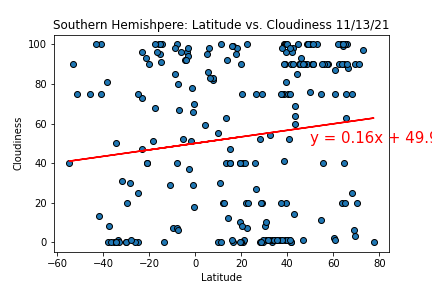 Southern Hemishpere: Latitude vs. Cloudiness 11/13/21
100
80
60
40
20
0
Cloudiness
y = 0.16x + 49.9
−60 −40 −20 0 20 40 60 80
Latitude